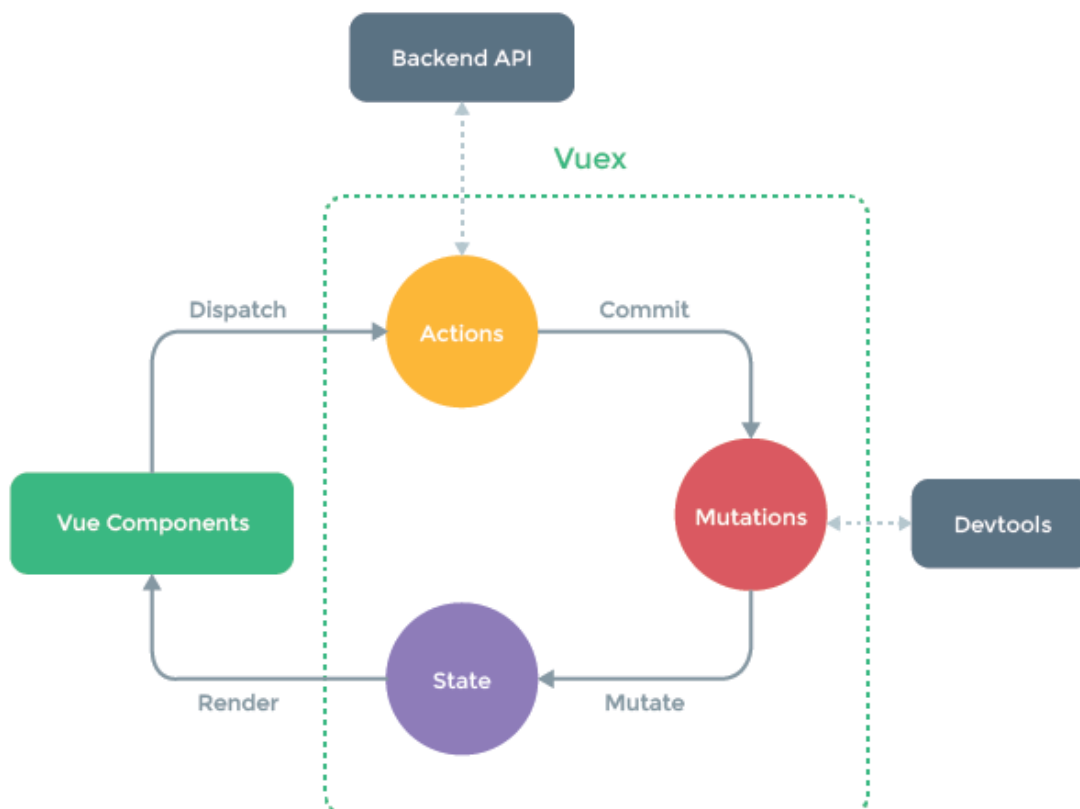 Backend API
Vuex
Dispatch
Commit
Actions
Mutations
Vue Components
Devtools
State
Render
Mutate